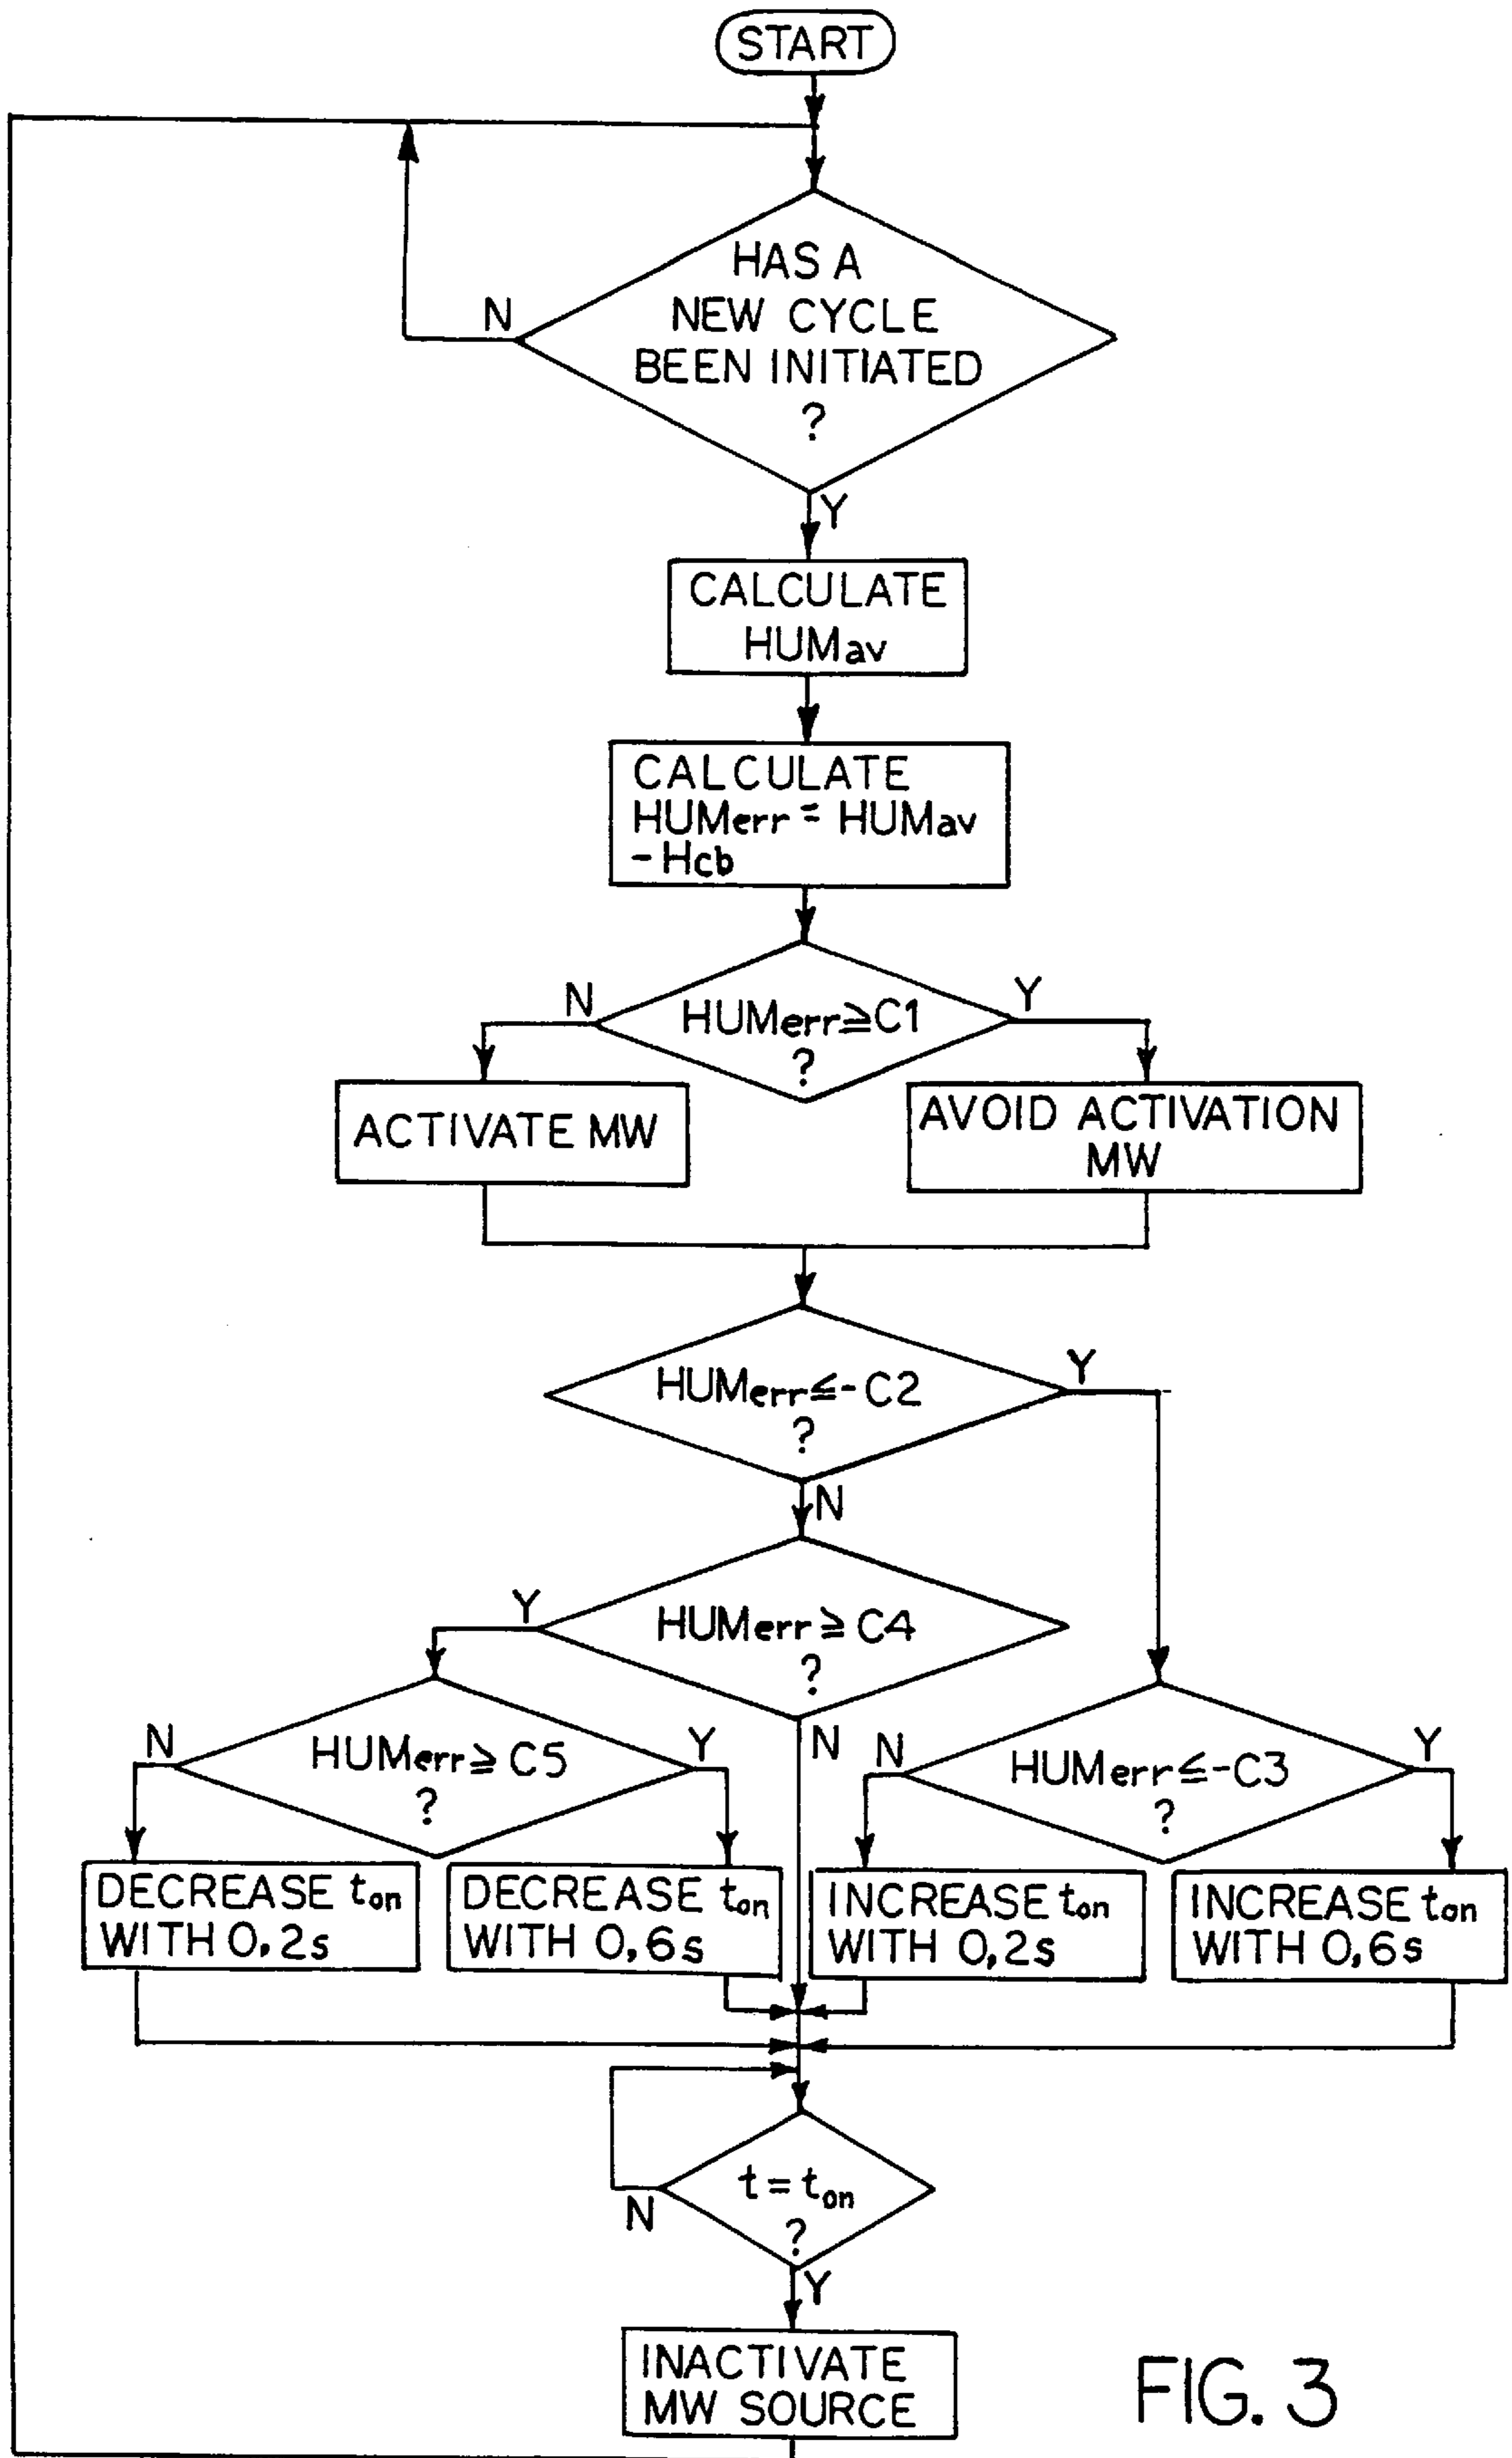 START
HAS A
NEW CYCLE
BEEN INITIATED
?
N
Y
CALCULATE
HUMav
CALCULATE
HUMerr = HUMav
- Hcb
N
HUMerr≧C1
?
Y
ACTIVATE MW
AVOID ACTIVATION
MW
HUMerr≦-C2
?
Y
N
Y
HUMerr≧C4
?
N
N
HUMerr≧C5
?
Y
N
HUMerr≦-C3
?
Y
DECREASE ton
WITH 0,2s
DECREASE ton
WITH 0,6s
INCREASE ton
WITH 0,2s
INCREASE ton
WITH 0,6s
t = ton
?
N
Y
INACTIVATE
MW SOURCE
FIG. 3